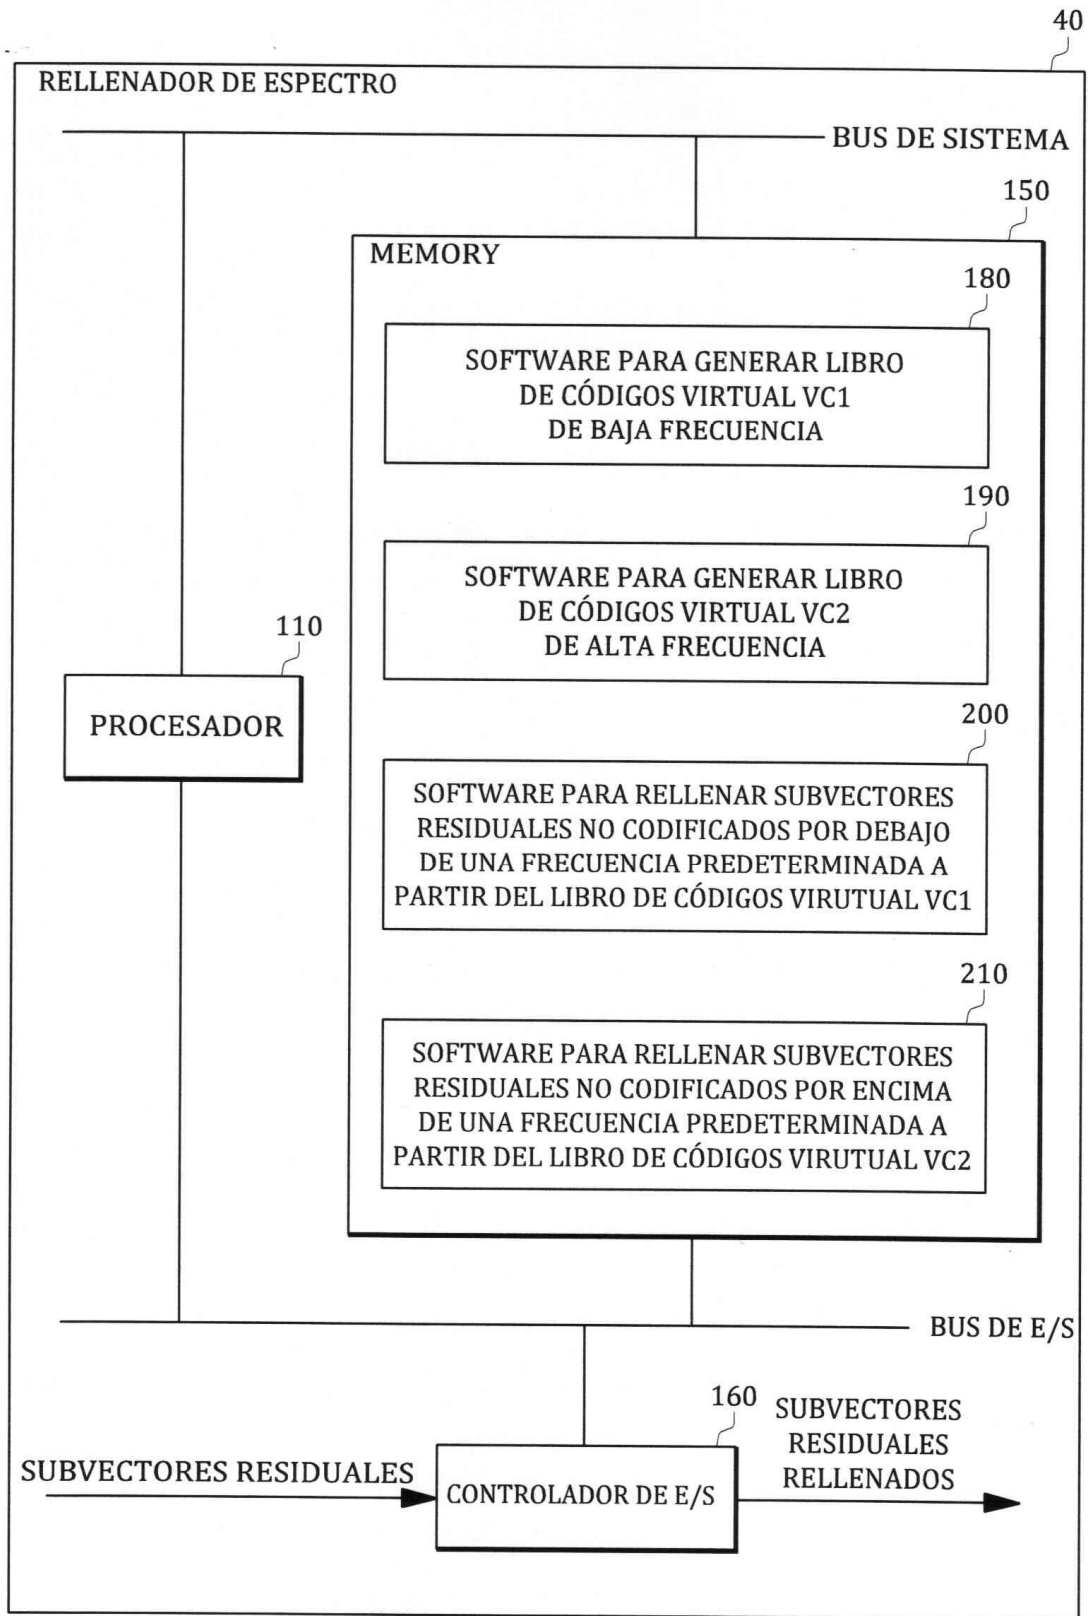 40
RELLENADOR DE ESPECTRO
BUS DE SISTEMA
150
MEMORY
180
SOFTWARE PARA GENERAR LIBRO
DE CÓDIGOS VIRTUAL VC1
DE BAJA FRECUENCIA
190
SOFTWARE PARA GENERAR LIBRO
DE CÓDIGOS VIRTUAL VC2
DE ALTA FRECUENCIA
110
PROCESADOR
200
SOFTWARE PARA RELLENAR SUBVECTORES
RESIDUALES NO CODIFICADOS POR DEBAJO
DE UNA FRECUENCIA PREDETERMINADA A
PARTIR DEL LIBRO DE CÓDIGOS VIRUTUAL VC1
210
SOFTWARE PARA RELLENAR SUBVECTORES
RESIDUALES NO CODIFICADOS POR ENCIMA
DE UNA FRECUENCIA PREDETERMINADA A
PARTIR DEL LIBRO DE CÓDIGOS VIRUTUAL VC2
BUS DE E/S
160
SUBVECTORES RESIDUALES
CONTROLADOR DE E/S
SUBVECTORES
RESIDUALES
RELLENADOS